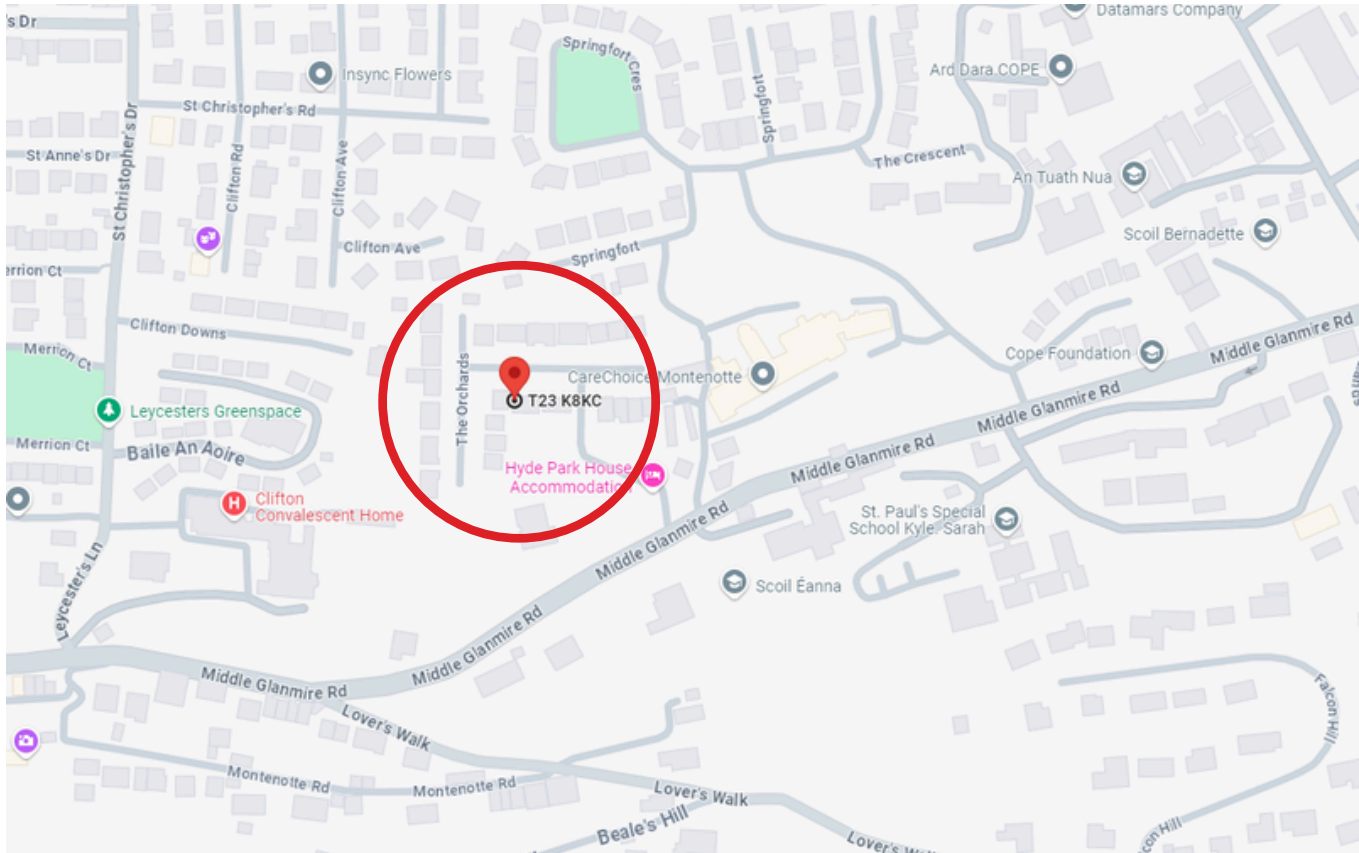 's Dr
Datamars Company
Springfort Cres
Ard Dara.COPE
Insync Flowers
St Christopher's Rd
Springfort
St Anne's Dr
St Christopher's Dr
Clifton Rd
Clifton Ave
The Crescent
An Tuath Nua
Scoil Bernadette
Clifton Ave
Springfort
errion Ct
Clifton Downs
Middle Glanmire Rd
Merrion Ct
The Orchards
CareChoice Montenotte
Cope Foundation
T23 K8KC
Leycesters Greenspace
Merrion Ct
Baile An Aoire
Middle Glanmire Rd
Middle Glanmire Rd
Hyde Park House
Accommodation
H
Clifton
Convalescent Home
St. Paul's Special
School Kyle. Sarah
Middle Glanmire Rd
Leycester's Ln
Scoil Éanna
Middle Glanmire Rd
Middle Glanmire Rd
Falcon Hill
Lover's Walk
Montenotte Rd
Montenotte Rd
Lover's Walk
Beale's Hill
Lover's Wal
con Hill